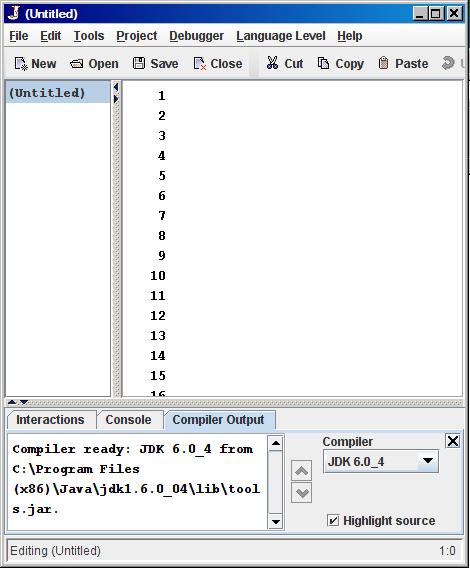 (Untitled)
File Edit Tools Project Debugger Language Level Help
New Open Save Close Cut Copy Paste
(Untitled)
1
2
3
4
5
6
7
8
9
10
11
12
13
14
15
16
Interactions Console Compiler Output
Compiler ready: JDK 6.0_4 from
C:\Program Files
(x86)\Java\jdk1.6.0_04\lib\tool
s.jar.
Compiler
JDK 6.0_4
Highlight source
Editing (Untitled) 1:0